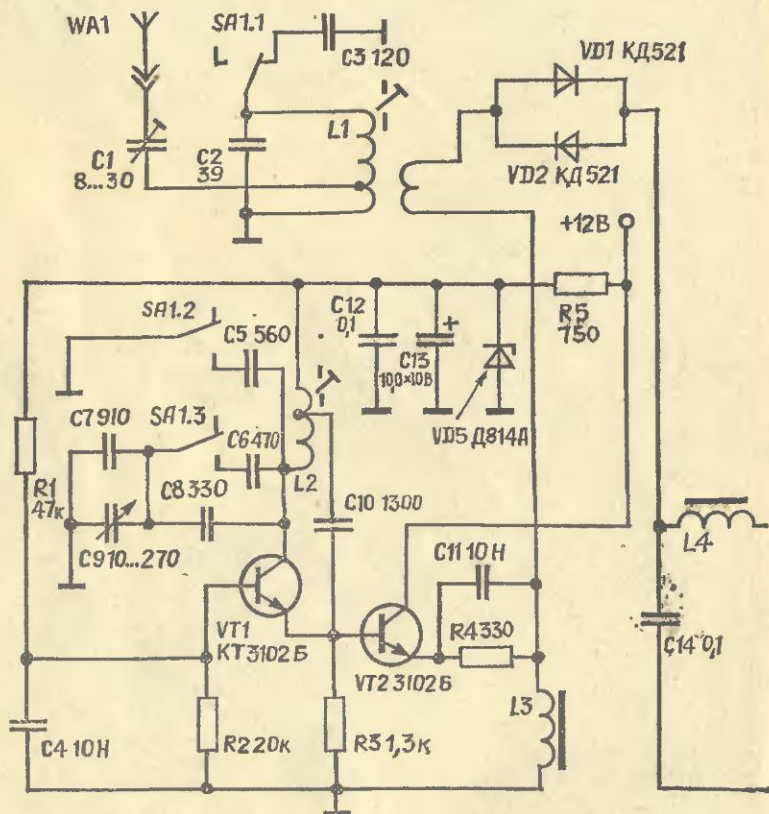 WA1
SA1.1
C3 120
VD1 КД521
L1
C1
8...30
C2
39
VD2 КД521
+12В
SA1.2
C5 560
C12
0,1
C13
10,0×10В
R5
750
VD5 Д814А
C7 910
SA1.3
C6 470
L2
R1
47к
C8 330
C9 10...270
C10 1300
C11 10Н
L4
VT1
КТ3102Б
R4 330
C14 0,1
VT2 3102Б
L3
C4 10Н
R2 20к
R3 1,3к